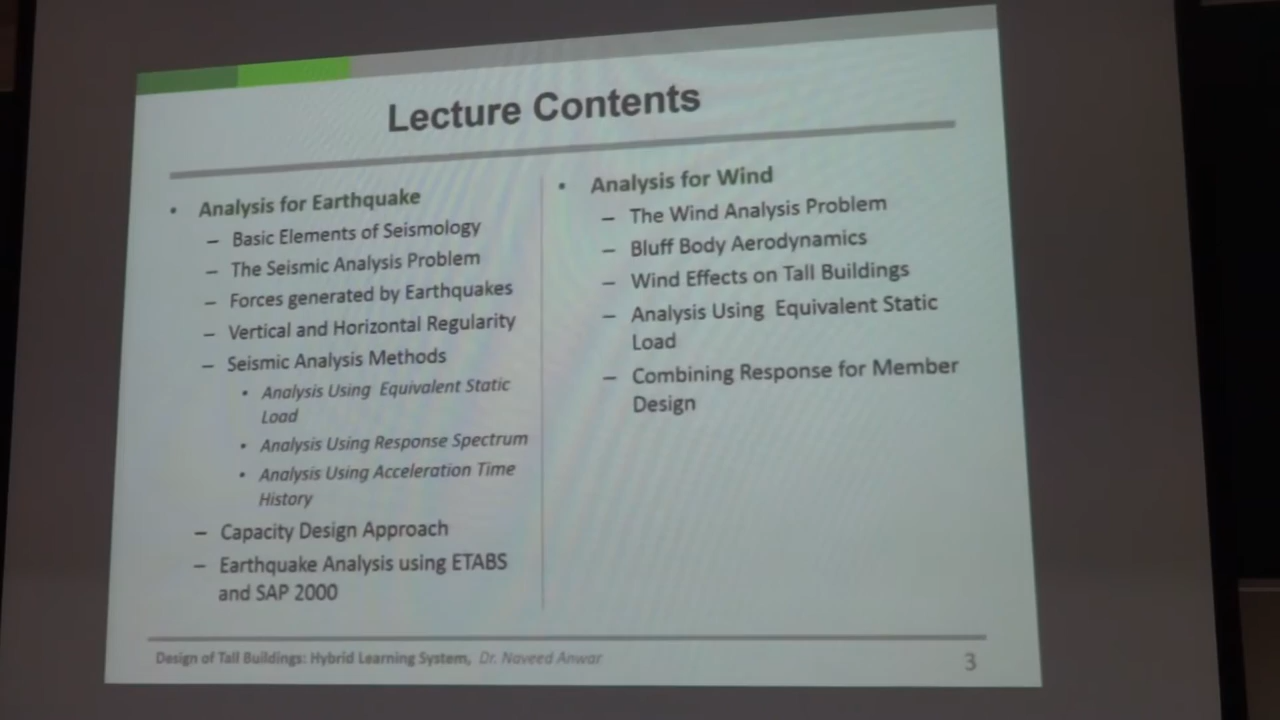 Lecture Contents
• Analysis for Earthquake
– Basic Elements of Seismology
– The Seismic Analysis Problem
– Forces generated by Earthquakes
– Vertical and Horizontal Regularity
– Seismic Analysis Methods
• Analysis Using Equivalent Static
Load
• Analysis Using Response Spectrum
• Analysis Using Acceleration Time
History
– Capacity Design Approach
– Earthquake Analysis using ETABS
and SAP 2000
• Analysis for Wind
– The Wind Analysis Problem
– Bluff Body Aerodynamics
– Wind Effects on Tall Buildings
– Analysis Using Equivalent Static
Load
– Combining Response for Member
Design
Design of Tall Buildings: Hybrid Learning System, Dr. Naveed Anwar
3